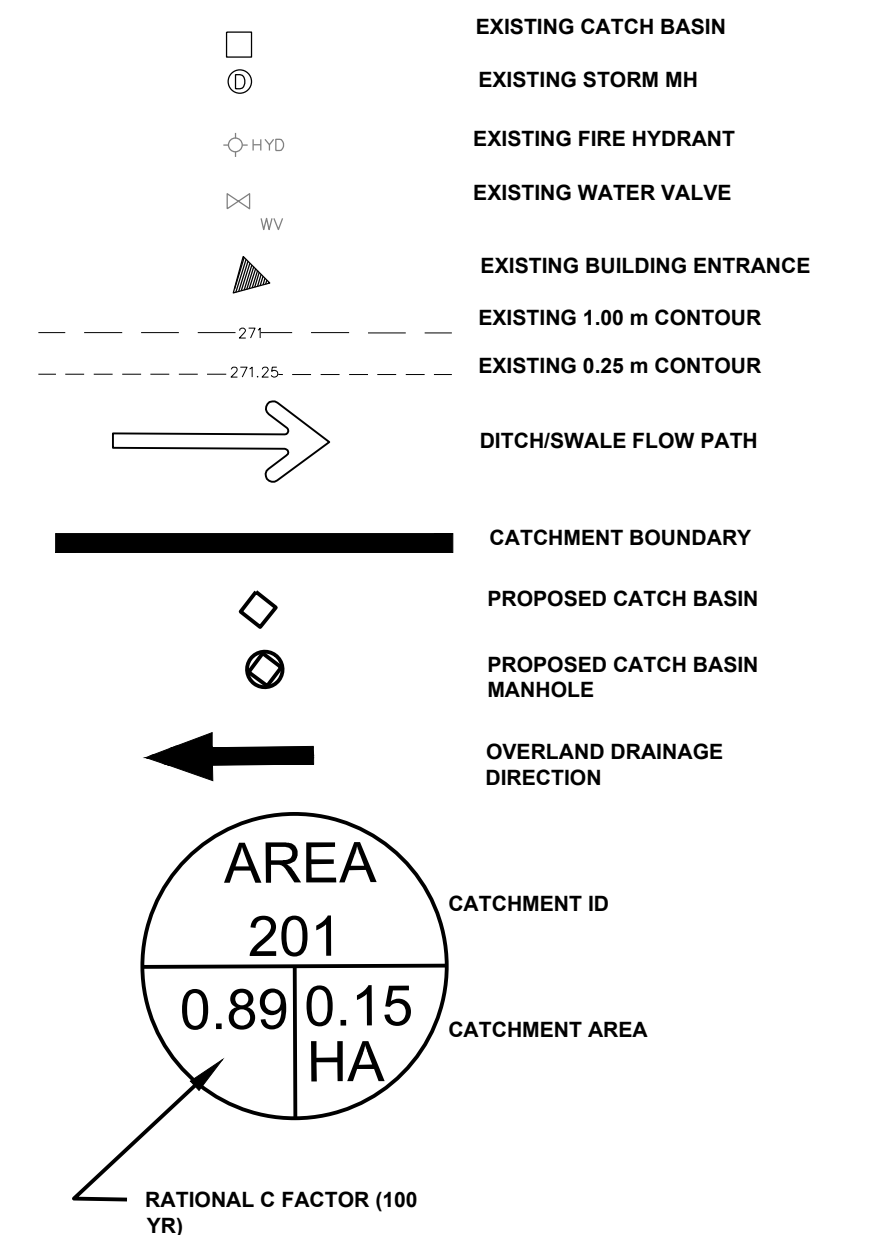 EXISTING CATCH BASIN
D
EXISTING STORM MH
HYD
EXISTING FIRE HYDRANT
EXISTING WATER VALVE
WV
EXISTING BUILDING ENTRANCE
EXISTING 1.00 m CONTOUR
271
EXISTING 0.25 m CONTOUR
271.25
DITCH/SWALE FLOW PATH
CATCHMENT BOUNDARY
PROPOSED CATCH BASIN
PROPOSED CATCH BASIN
MANHOLE
OVERLAND DRAINAGE
DIRECTION
AREA
201
CATCHMENT ID
0.89
0.15
HA
CATCHMENT AREA
RATIONAL C FACTOR (100
YR)